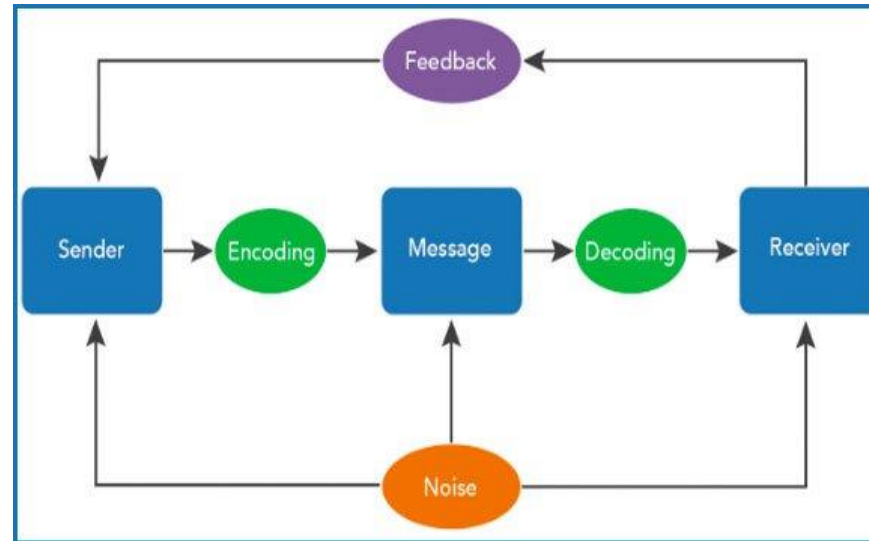 Feedback
Sender
Encoding
Message
Decoding
Receiver
Noise